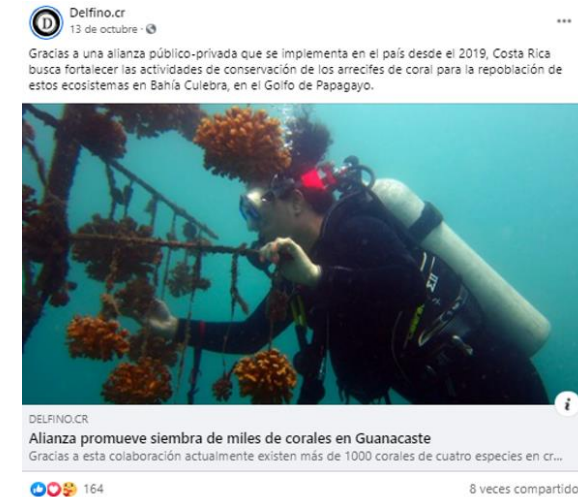 Delfino.cr
13 de octubre ·
Gracias a una alianza público-privada que se implementa en el país desde el 2019, Costa Rica
busca fortalecer las actividades de conservación de los arrecifes de coral para la repoblación de
estos ecosistemas en Bahía Culebra, en el Golfo de Papagayo.
DELFINO.CR
Alianza promueve siembra de miles de corales en Guanacaste
Gracias a esta colaboración actualmente existen más de 1000 corales de cuatro especies en cr...
164
8 veces compartido